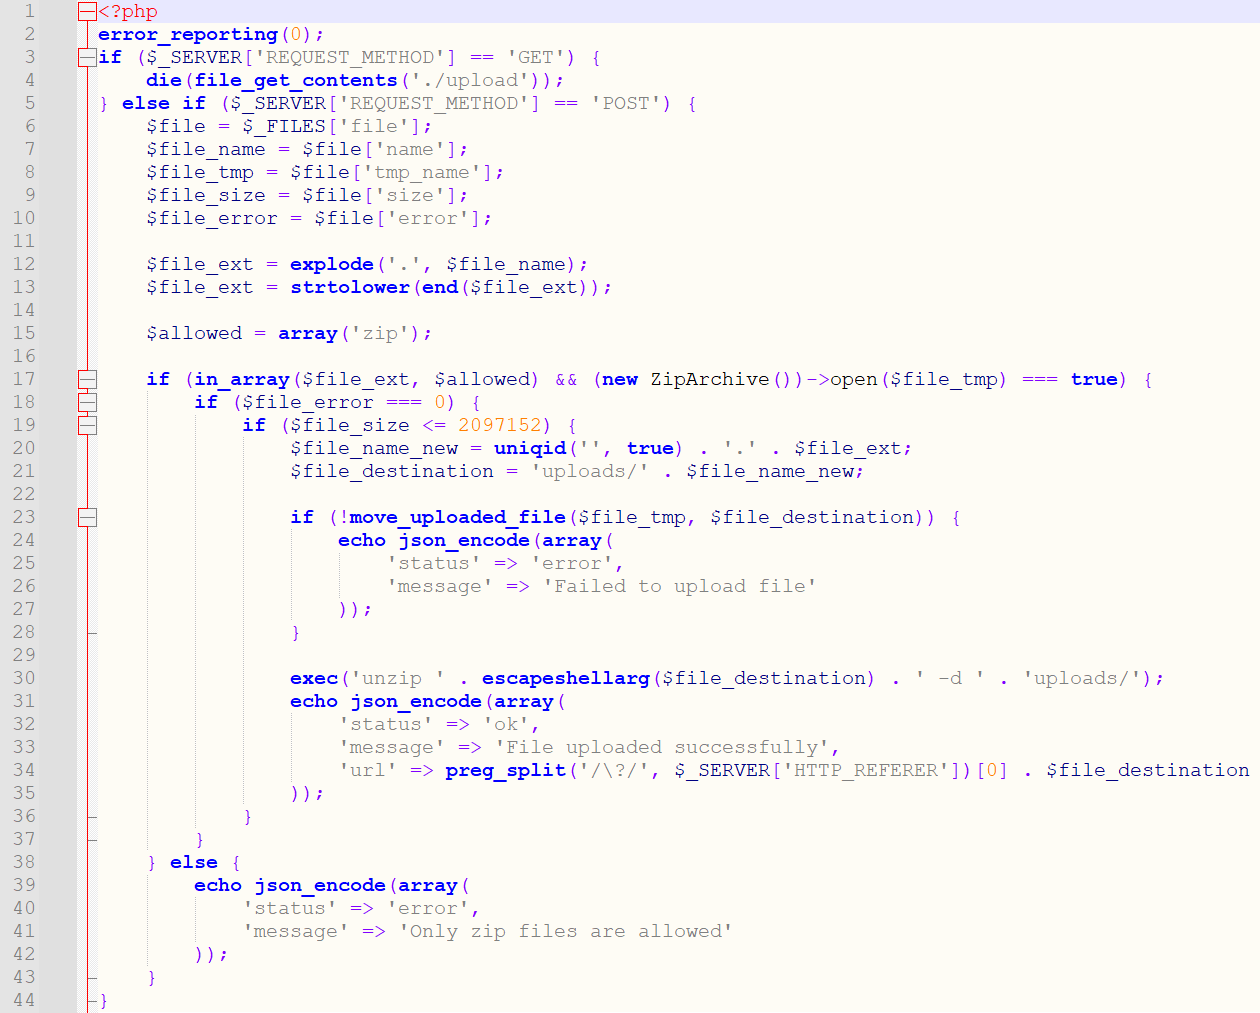 1 <?php
2 error_reporting(0);
3 if ($_SERVER['REQUEST_METHOD'] == 'GET') {
4     die(file_get_contents('./upload'));
5 } else if ($_SERVER['REQUEST_METHOD'] == 'POST') {
6     $file = $_FILES['file'];
7     $file_name = $file['name'];
8     $file_tmp = $file['tmp_name'];
9     $file_size = $file['size'];
10     $file_error = $file['error'];
11
12     $file_ext = explode('.', $file_name);
13     $file_ext = strtolower(end($file_ext));
14
15     $allowed = array('zip');
16
17     if (in_array($file_ext, $allowed) && (new ZipArchive())->open($file_tmp) === true) {
18         if ($file_error === 0) {
19             if ($file_size <= 2097152) {
20                 $file_name_new = uniqid('', true) . '.' . $file_ext;
21                 $file_destination = 'uploads/' . $file_name_new;
22
23                 if (!move_uploaded_file($file_tmp, $file_destination)) {
24                     echo json_encode(array(
25                         'status' => 'error',
26                         'message' => 'Failed to upload file'
27                     ));
28                 }
29
30                 exec('unzip ' . escapeshellarg($file_destination) . ' -d ' . 'uploads/');
31                 echo json_encode(array(
32                     'status' => 'ok',
33                     'message' => 'File uploaded successfully',
34                     'url' => preg_split('/\?/', $_SERVER['HTTP_REFERER'])[0] . $file_destination
35                 ));
36             }
37         }
38     } else {
39         echo json_encode(array(
40             'status' => 'error',
41             'message' => 'Only zip files are allowed'
42         ));
43     }
44 }